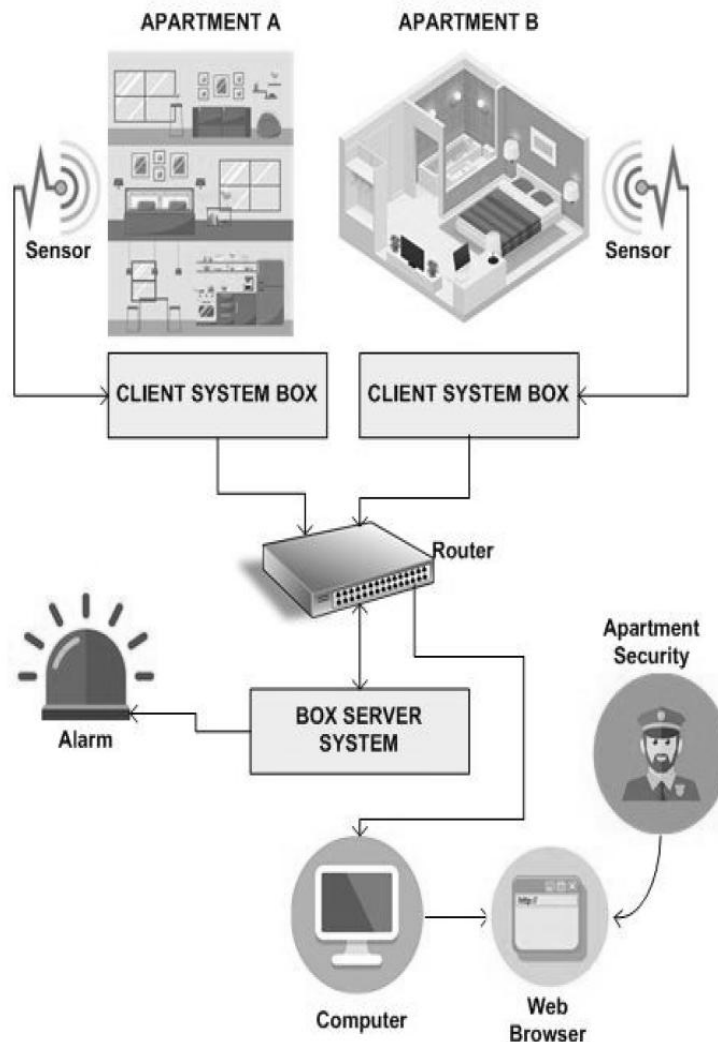 APARTMENT A
APARTMENT B
Sensor
Sensor
CLIENT SYSTEM BOX
CLIENT SYSTEM BOX
Router
Apartment
Security
Alarm
BOX SERVER
SYSTEM
http://
Computer
Web
Browser